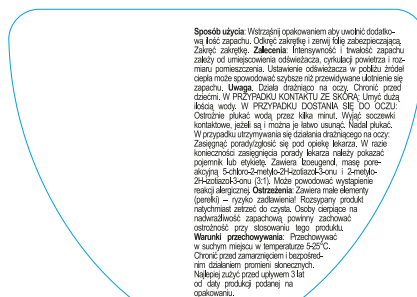 Sposób użycia: Wstrząśnij opakowaniem aby uwolnić dodatko-
wą ilość zapachu. Odkręć zakrętkę i zerwij folię zabezpieczającą.
Zakręć zakrętkę. Zalecenia: Intensywność i trwałość zapachu
zależy od umiejscowienia odświeżacza, cyrkulacji powietrza i roz-
miaru pomieszczenia. Ustawienie odświeżacza w pobliżu źródeł
ciepła może spowodować szybsze niż przewidywane ulotnienie się
zapachu. Uwaga. Działa drażniąco na oczy. Chronić przed
dziećmi. W PRZYPADKU KONTAKTU ZE SKÓRĄ: Umyć dużą
ilością wody. W PRZYPADKU DOSTANIA SIĘ DO OCZU:
Ostrożnie płukać wodą przez kilka minut. Wyjąć soczewki
kontaktowe, jeżeli są i można je łatwo usunąć. Nadal płukać.
W przypadku utrzymywania się działania drażniącego na oczy:
Zasięgnąć porady/zgłosić się pod opiekę lekarza. W razie
konieczności zasięgnięcia porady lekarza należy pokazać
pojemnik lub etykietę. Zawiera Izoeugenol, masę pore-
akcyjną 5-chloro-2-metylo-2H-izotiazol-3-onu i 2-metylo-
2H-izotiazol-3-onu (3:1). Może powodować wystąpienie
reakcji alergicznej. Ostrzeżenia: Zawiera małe elementy
(perełki) – ryzyko zadławienia! Rozsypany produkt
natychmiast zetrzeć do czysta. Osoby cierpiące na
nadwrażliwość zapachową powinny zachować
ostrożność przy stosowaniu tego produktu.
Warunki przechowywania: Przechowywać
w suchym miejscu w temperaturze 5-25°C.
Chronić przed zamarznięciem i bezpośred-
nim działaniem promieni słonecznych.
Najlepiej zużyć przed upływem 3 lat
od daty produkcji podanej na
opakowaniu.